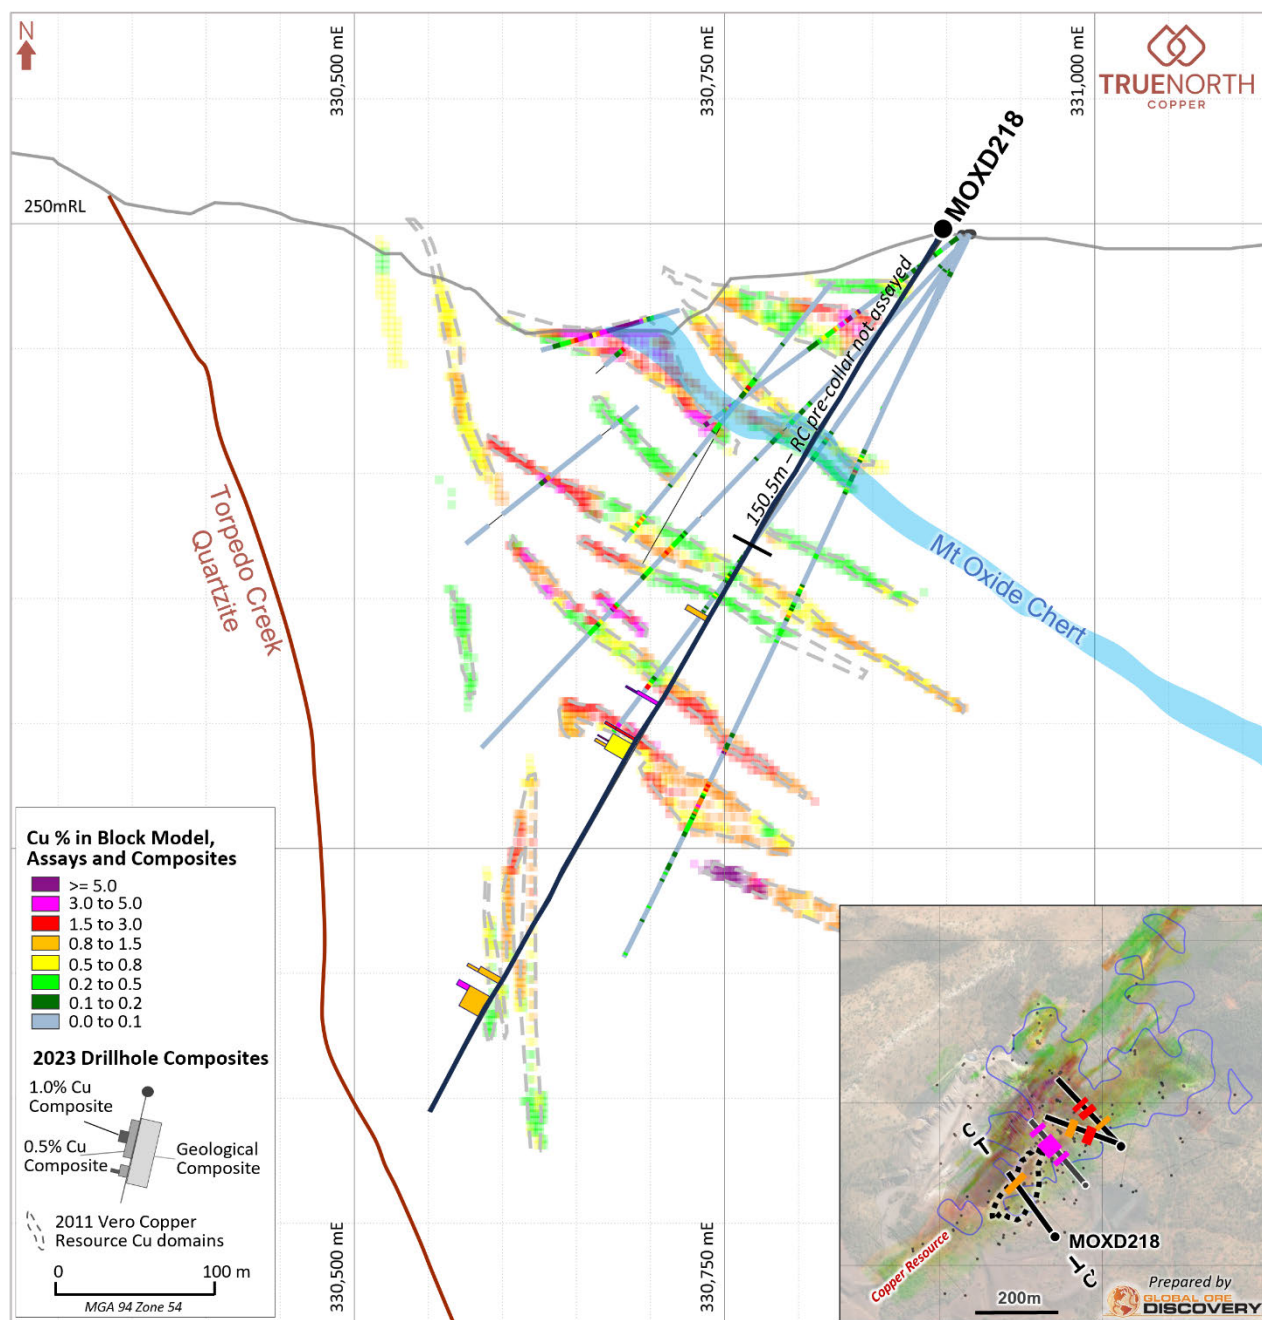 N
330,500 mE
330,750 mE
331,000 mE
TRUENORTH
COPPER
MOXD218
250mRL
150.5m – RC pre-collar not assayed
Torpedo Creek
Quartzite
Mt Oxide Chert
Cu % in Block Model,
Assays and Composites
>= 5.0
3.0 to 5.0
1.5 to 3.0
0.8 to 1.5
0.5 to 0.8
0.2 to 0.5
0.1 to 0.2
0.0 to 0.1
2023 Drillhole Composites
1.0% Cu
Composite
0.5% Cu
Composite
Geological
Composite
2011 Vero Copper
Resource Cu domains
0 100 m
MGA 94 Zone 54
330,500 mE
330,750 mE
C
MOXD218
C'
Copper Resource
200m
Prepared by
GLOBAL ORE
DISCOVERY